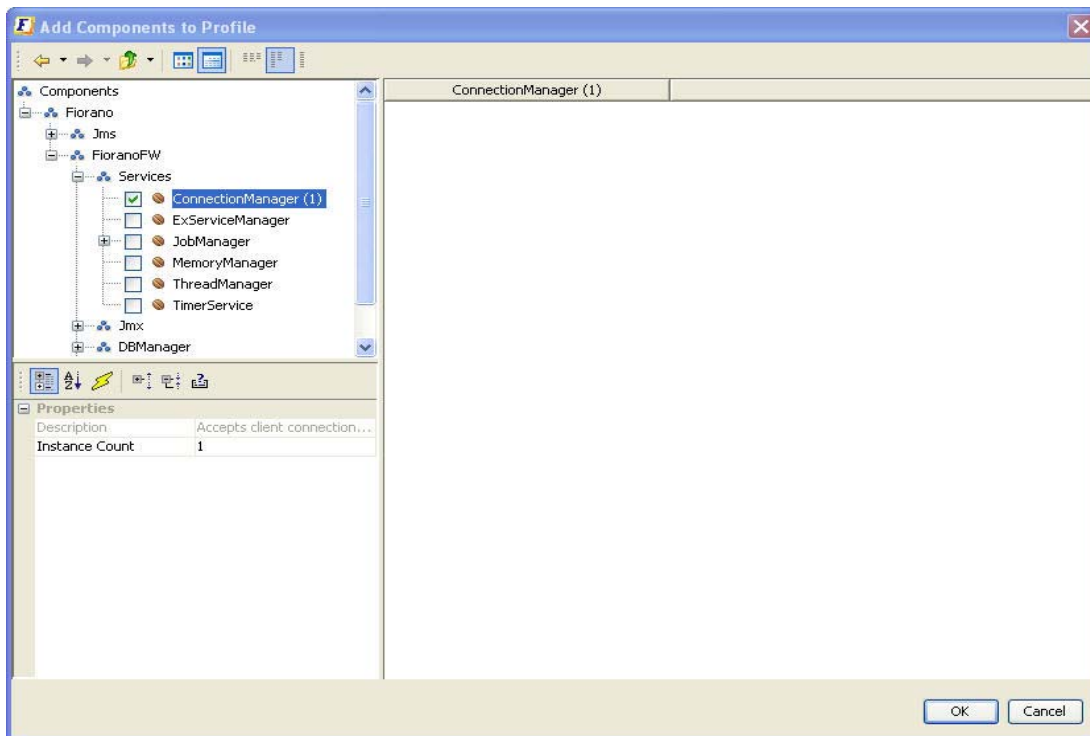 Add Components to Profile
Components
Fiorano
Jms
FioranoFW
Services
ConnectionManager (1)
ExServiceManager
JobManager
MemoryManager
ThreadManager
TimerService
Jmx
DBManager
ConnectionManager (1)
Properties
Description Accepts client connection...
Instance Count 1
OK Cancel